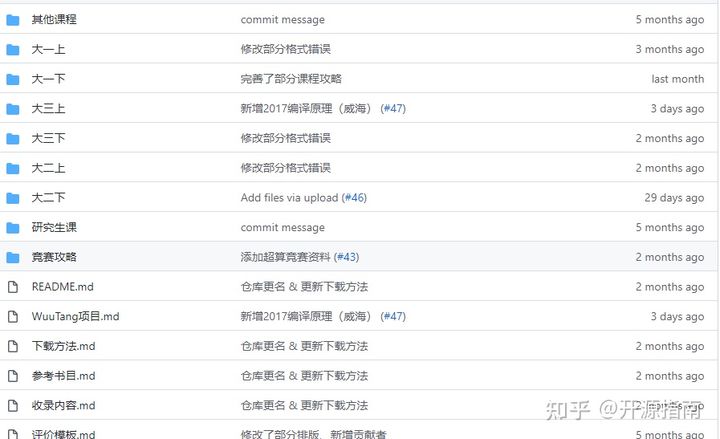 其他课程 commit message 5 months ago
大一上 修改部分格式错误 3 months ago
大一下 完善了部分课程攻略 last month
大三上 新增2017编译原理（威海） (#47) 3 days ago
大三下 修改部分格式错误 2 months ago
大二上 修改部分格式错误 2 months ago
大二下 Add files via upload (#46) 29 days ago
研究生课 commit message 5 months ago
竞赛攻略 添加超算竞赛资料 (#43) 2 months ago
README.md 仓库更名 & 更新下载方法 2 months ago
WuuTang项目.md 新增2017编译原理（威海） (#47) 3 days ago
下载方法.md 仓库更名 & 更新下载方法 2 months ago
参考书目.md 仓库更名 & 更新下载方法 2 months ago
收录内容.md 仓库更名 & 更新下载方法 2 months ago
知乎 @开源指南
评价模板.md 修改了部分排版、新增贡献者 5 months ago